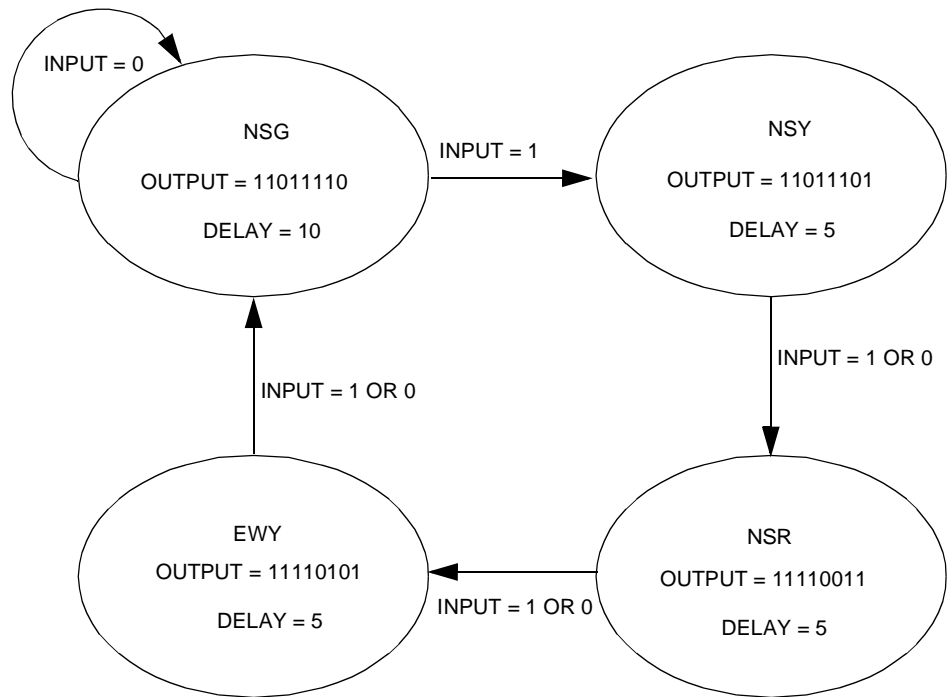 INPUT = 0
NSG
OUTPUT = 11011110
DELAY = 10
INPUT = 1
NSY
OUTPUT = 11011101
DELAY = 5
INPUT = 1 OR 0
INPUT = 1 OR 0
EWY
OUTPUT = 11110101
DELAY = 5
INPUT = 1 OR 0
NSR
OUTPUT = 11110011
DELAY = 5